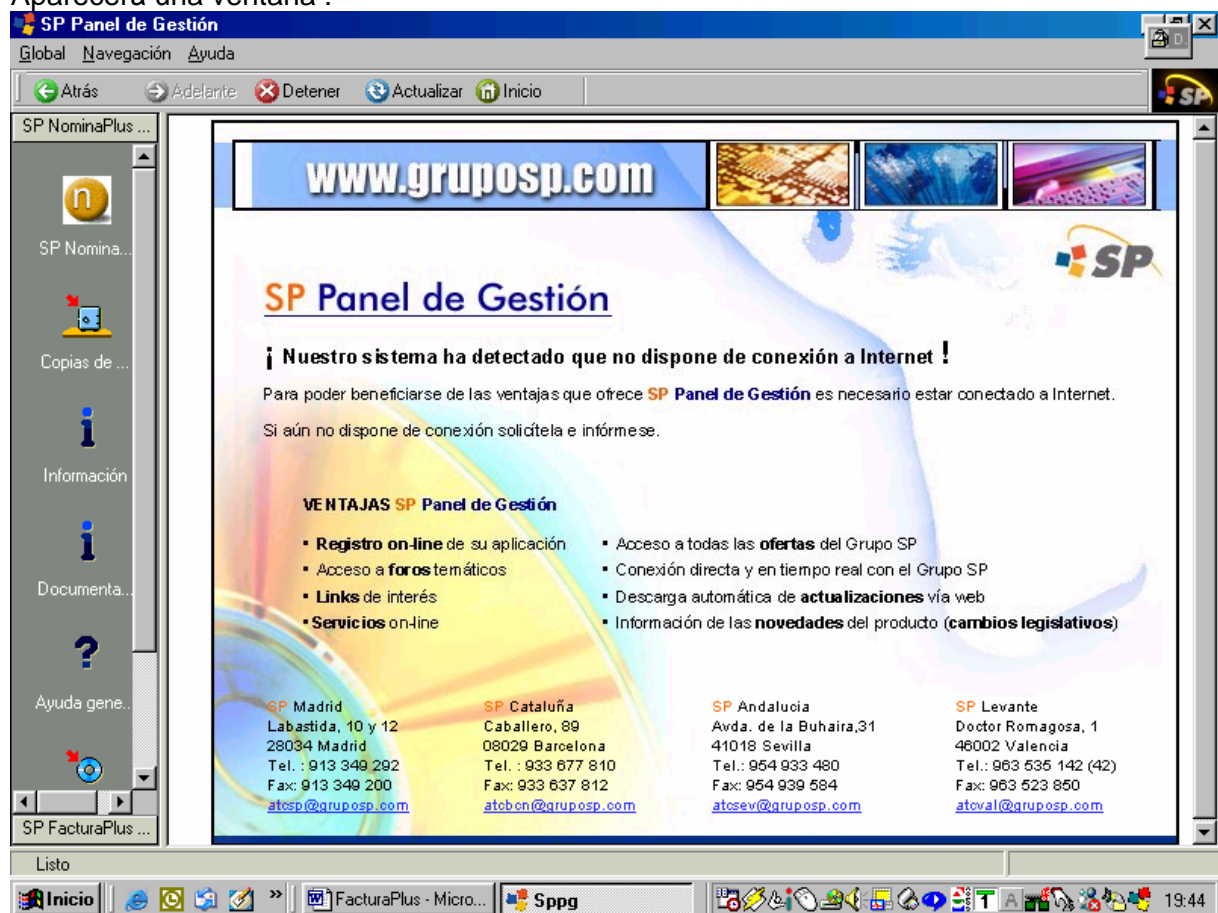 Aparecerá una ventana :
SP Panel de Gestión
Global Navegación Ayuda
D.
Atrás Adelante Detener Actualizar Inicio
SP
SP NominaPlus ...
n
SP Nomina...
Copias de ...
Información
Documenta...
Ayuda gene...
SP FacturaPlus ...
www.gruposp.com
SP
SP Panel de Gestión
¡ Nuestro sistema ha detectado que no dispone de conexión a Internet !
Para poder beneficiarse de las ventajas que ofrece SP Panel de Gestión es necesario estar conectado a Internet.
Si aún no dispone de conexión solicítela e infórmese.
VENTAJAS SP Panel de Gestión
▪ Registro on-line de su aplicación
▪ Acceso a foros temáticos
▪ Links de interés
▪ Servicios on-line
▪ Acceso a todas las ofertas del Grupo SP
▪ Conexión directa y en tiempo real con el Grupo SP
▪ Descarga automática de actualizaciones vía web
▪ Información de las novedades del producto (cambios legislativos)
SP Madrid
Labastida, 10 y 12
28034 Madrid
Tel. : 913 349 292
Fax: 913 349 200
atcsp@gruposp.com
SP Cataluña
Caballero, 89
08029 Barcelona
Tel. : 933 677 810
Fax: 933 637 812
atcbcn@gruposp.com
SP Andalucia
Avda. de la Buhaira,31
41018 Sevilla
Tel.: 954 933 480
Fax: 954 939 584
atcsev@gruposp.com
SP Levante
Doctor Romagosa, 1
46002 Valencia
Tel.: 963 535 142 (42)
Fax: 963 523 850
atcval@gruposp.com
Listo
Inicio » FacturaPlus - Micro... Sppg T A 19:44